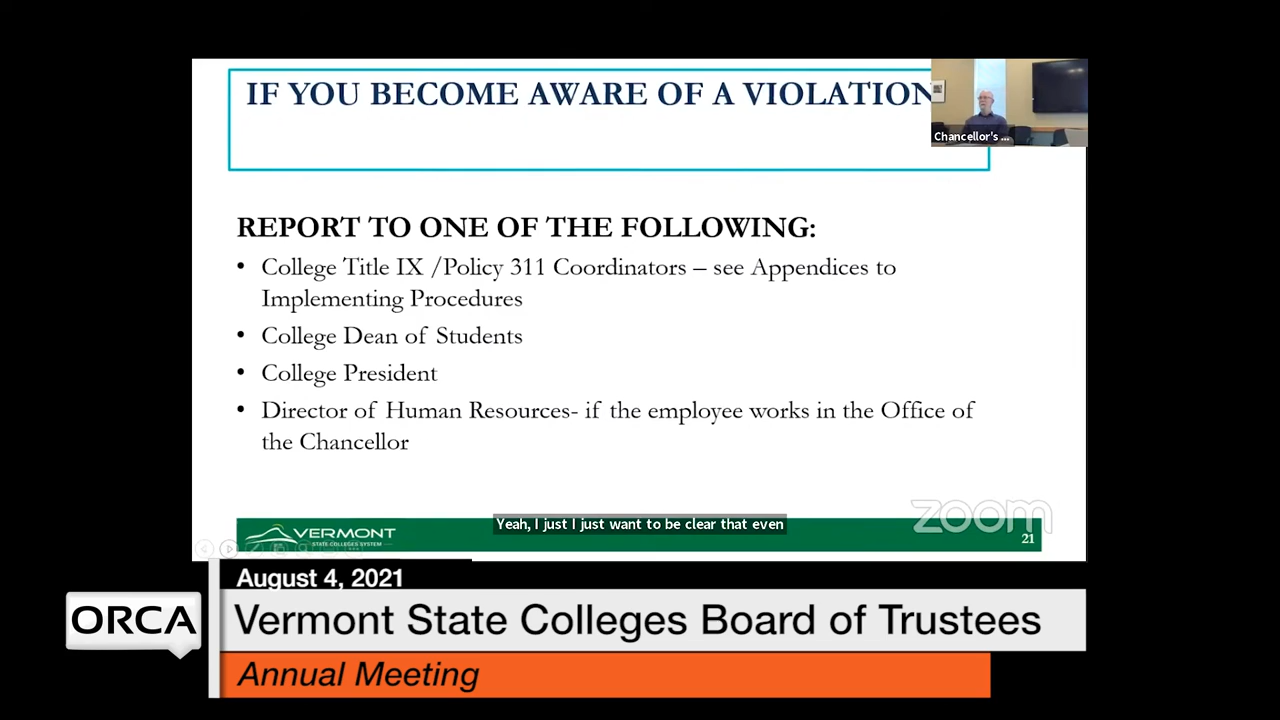 IF YOU BECOME AWARE OF A VIOLATION
Chancellor's ...
REPORT TO ONE OF THE FOLLOWING:
• College Title IX /Policy 311 Coordinators – see Appendices to
Implementing Procedures
• College Dean of Students
• College President
• Director of Human Resources- if the employee works in the Office of
the Chancellor
zoom
Yeah, I just I just want to be clear that even
VERMONT
STATE COLLEGES SYSTEM
21
August 4, 2021
ORCA
Vermont State Colleges Board of Trustees
Annual Meeting